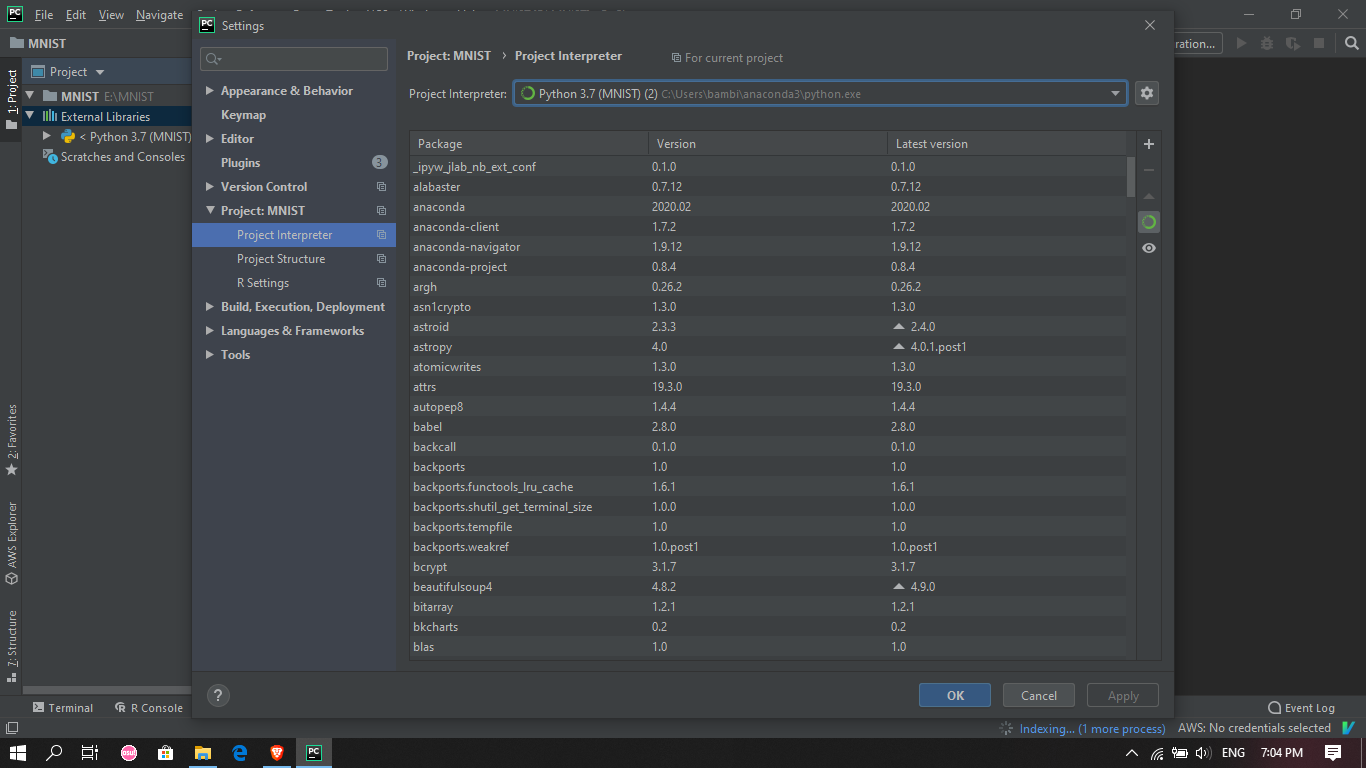 PC File Edit View Navigate
PC Settings
MNIST
ration...
1: Project
Project
MNIST E:\MNIST
External Libraries
< Python 3.7 (MNIST)
Scratches and Consoles
2: Favorites
AWS Explorer
7: Structure
Appearance & Behavior
Keymap
Editor
Plugins 3
Version Control
Project: MNIST
Project Interpreter
Project Structure
R Settings
Build, Execution, Deployment
Languages & Frameworks
Tools
Project: MNIST › Project Interpreter For current project
Project Interpreter: Python 3.7 (MNIST) (2) C:\Users\bambi\anaconda3\python.exe
Package Version Latest version
_ipyw_jlab_nb_ext_conf 0.1.0 0.1.0
alabaster 0.7.12 0.7.12
anaconda 2020.02 2020.02
anaconda-client 1.7.2 1.7.2
anaconda-navigator 1.9.12 1.9.12
anaconda-project 0.8.4 0.8.4
argh 0.26.2 0.26.2
asn1crypto 1.3.0 1.3.0
astroid 2.3.3 2.4.0
astropy 4.0 4.0.1.post1
atomicwrites 1.3.0 1.3.0
attrs 19.3.0 19.3.0
autopep8 1.4.4 1.4.4
babel 2.8.0 2.8.0
backcall 0.1.0 0.1.0
backports 1.0 1.0
backports.functools_lru_cache 1.6.1 1.6.1
backports.shutil_get_terminal_size 1.0.0 1.0.0
backports.tempfile 1.0 1.0
backports.weakref 1.0.post1 1.0.post1
bcrypt 3.1.7 3.1.7
beautifulsoup4 4.8.2 4.9.0
bitarray 1.2.1 1.2.1
bkcharts 0.2 0.2
blas 1.0 1.0
? OK Cancel Apply
Terminal R Console Event Log
Indexing... (1 more process) AWS: No credentials selected
osu! PC ENG 7:04 PM